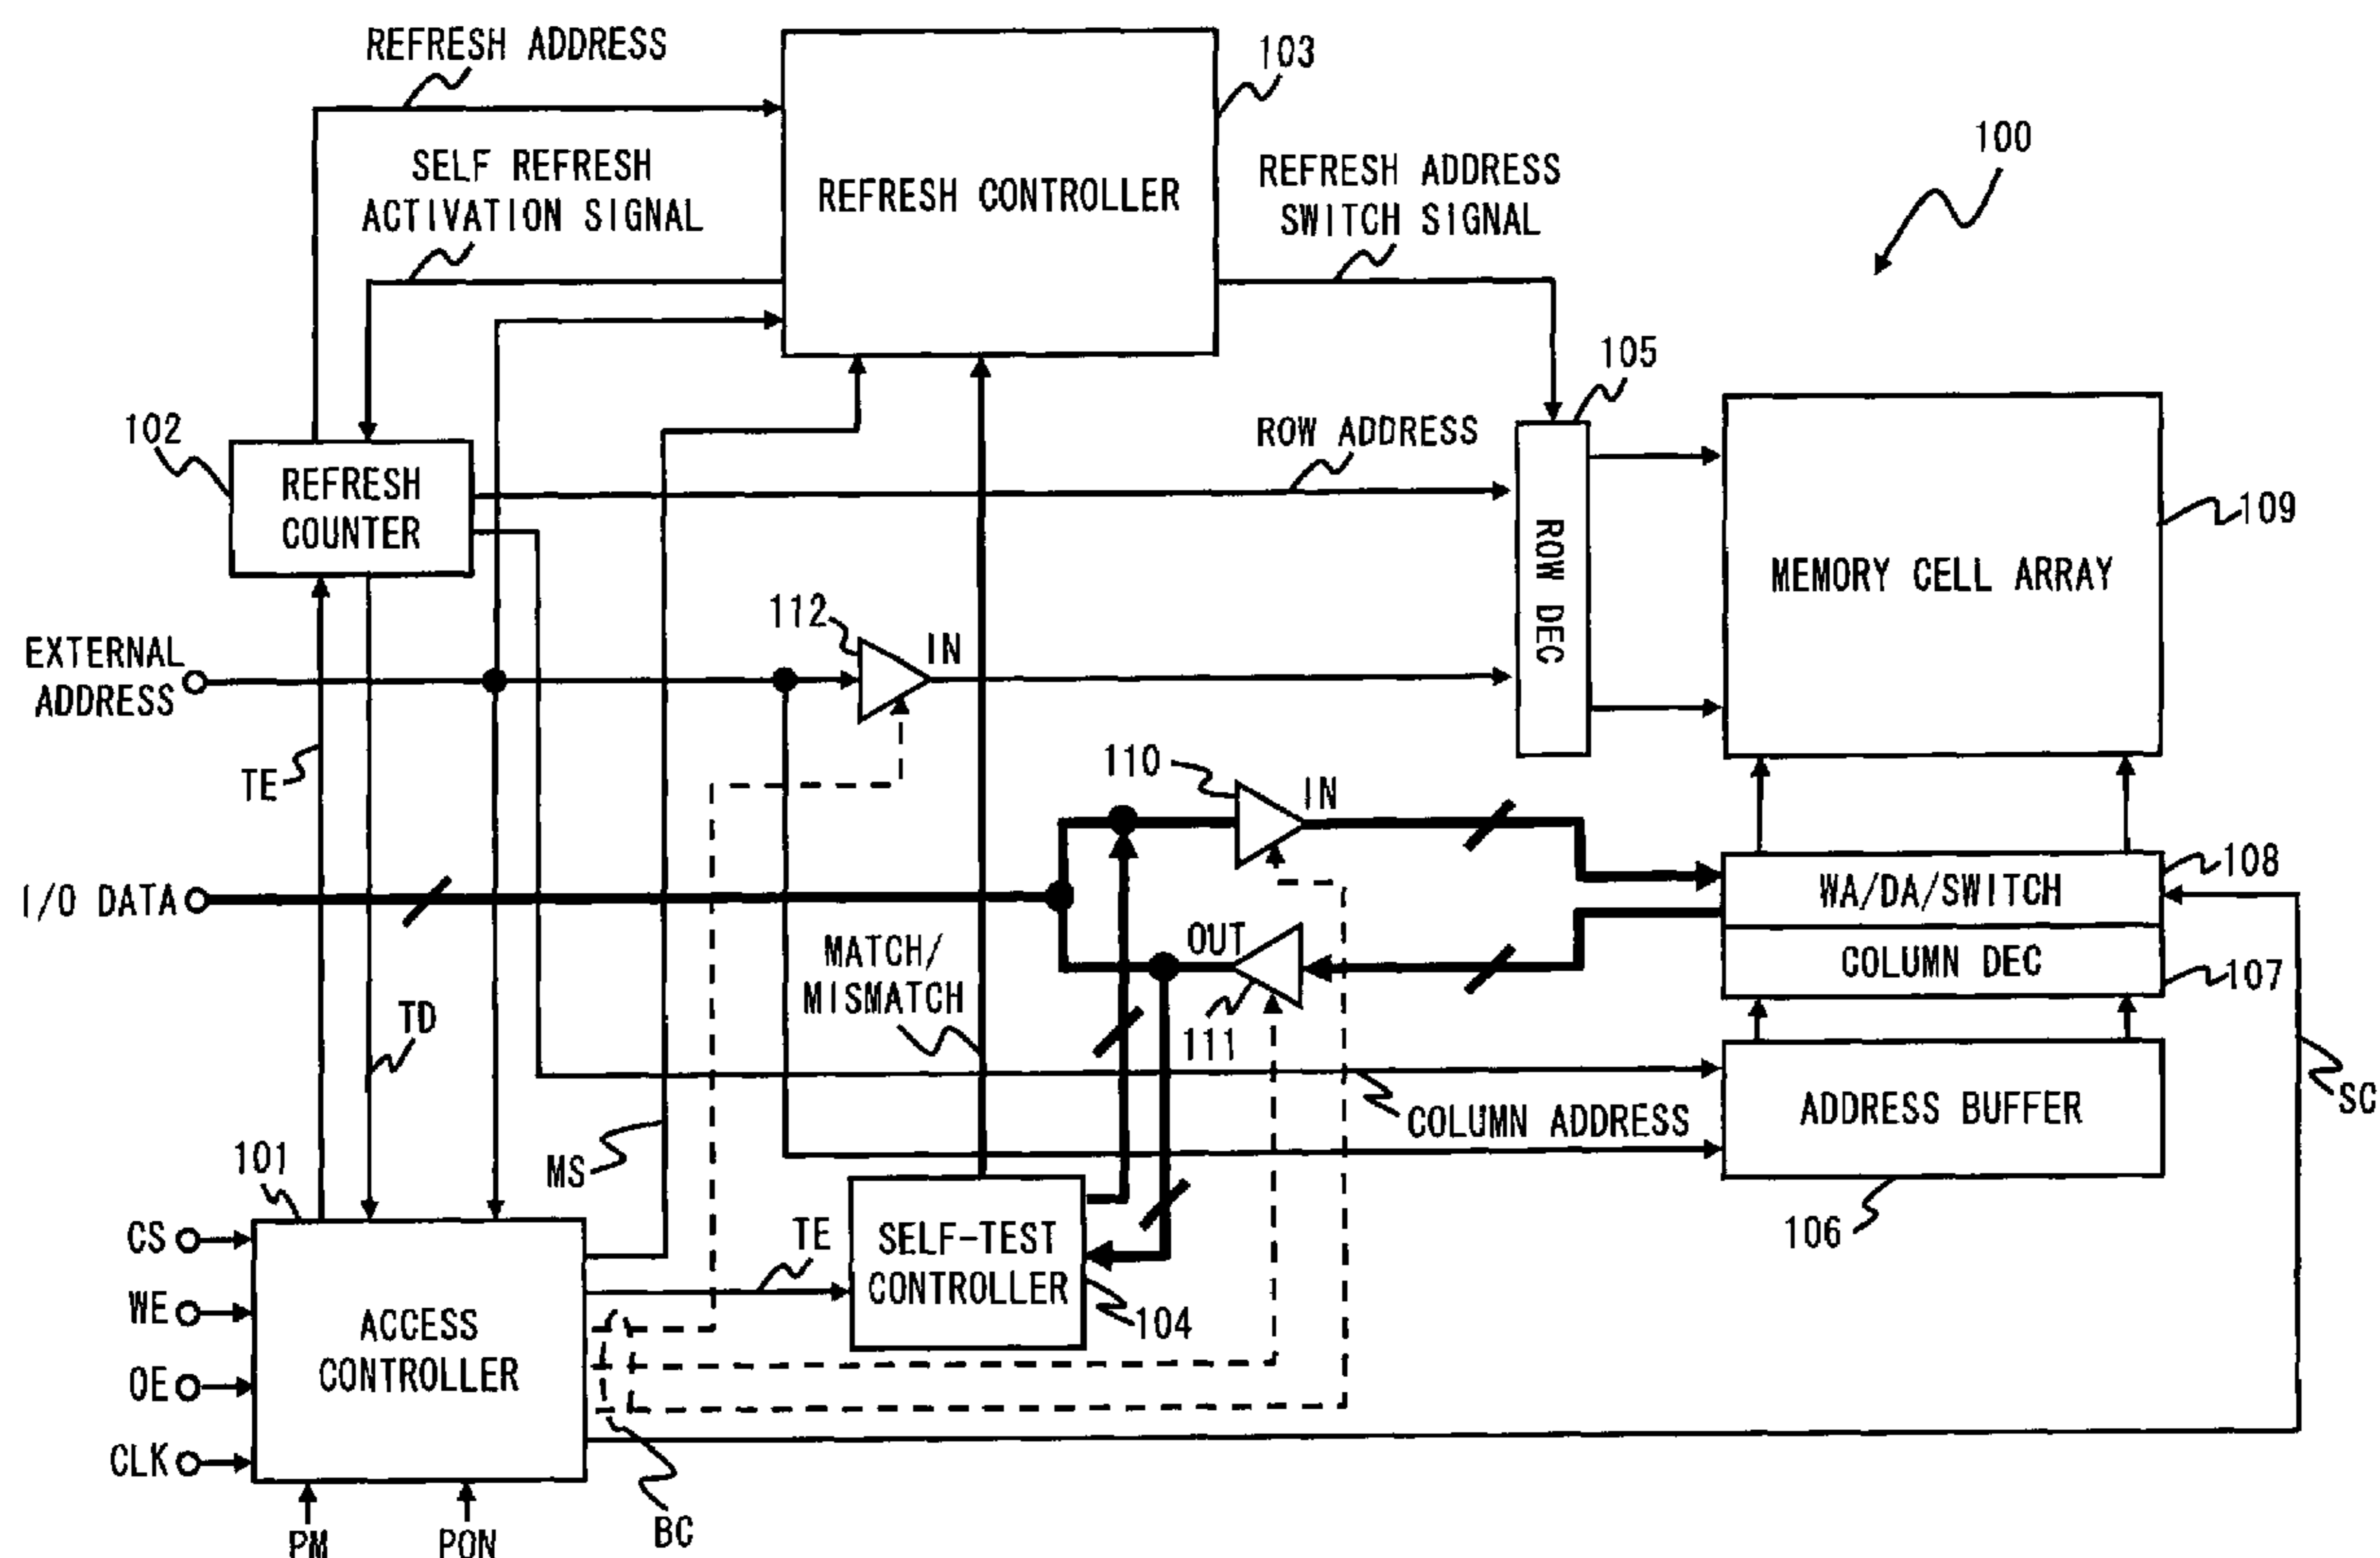 REFRESH ADDRESS
103
SELF REFRESH
ACTIVATION SIGNAL
REFRESH CONTROLLER
REFRESH ADDRESS
SWITCH SIGNAL
100
105
102
REFRESH
COUNTER
ROW ADDRESS
ROW DEC
MEMORY CELL ARRAY
109
112
IN
EXTERNAL
ADDRESS
TE
110
IN
I/O DATA
WA/DA/SWITCH
108
MATCH/
MISMATCH
OUT
COLUMN DEC
107
TD
111
COLUMN ADDRESS
ADDRESS BUFFER
SC
101
MS
106
CS
TE
SELF-TEST
CONTROLLER
104
WE
ACCESS
CONTROLLER
OE
CLK
PM
PON
BC